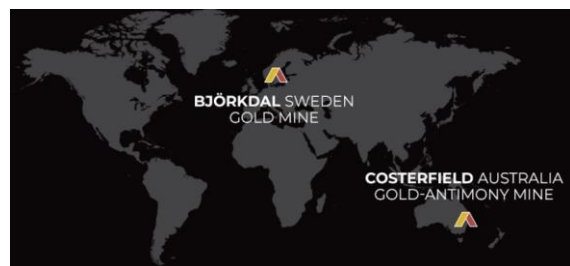 BJÖRKDAL SWEDEN
GOLD MINE
COSTERFIELD AUSTRALIA
GOLD-ANTIMONY MINE